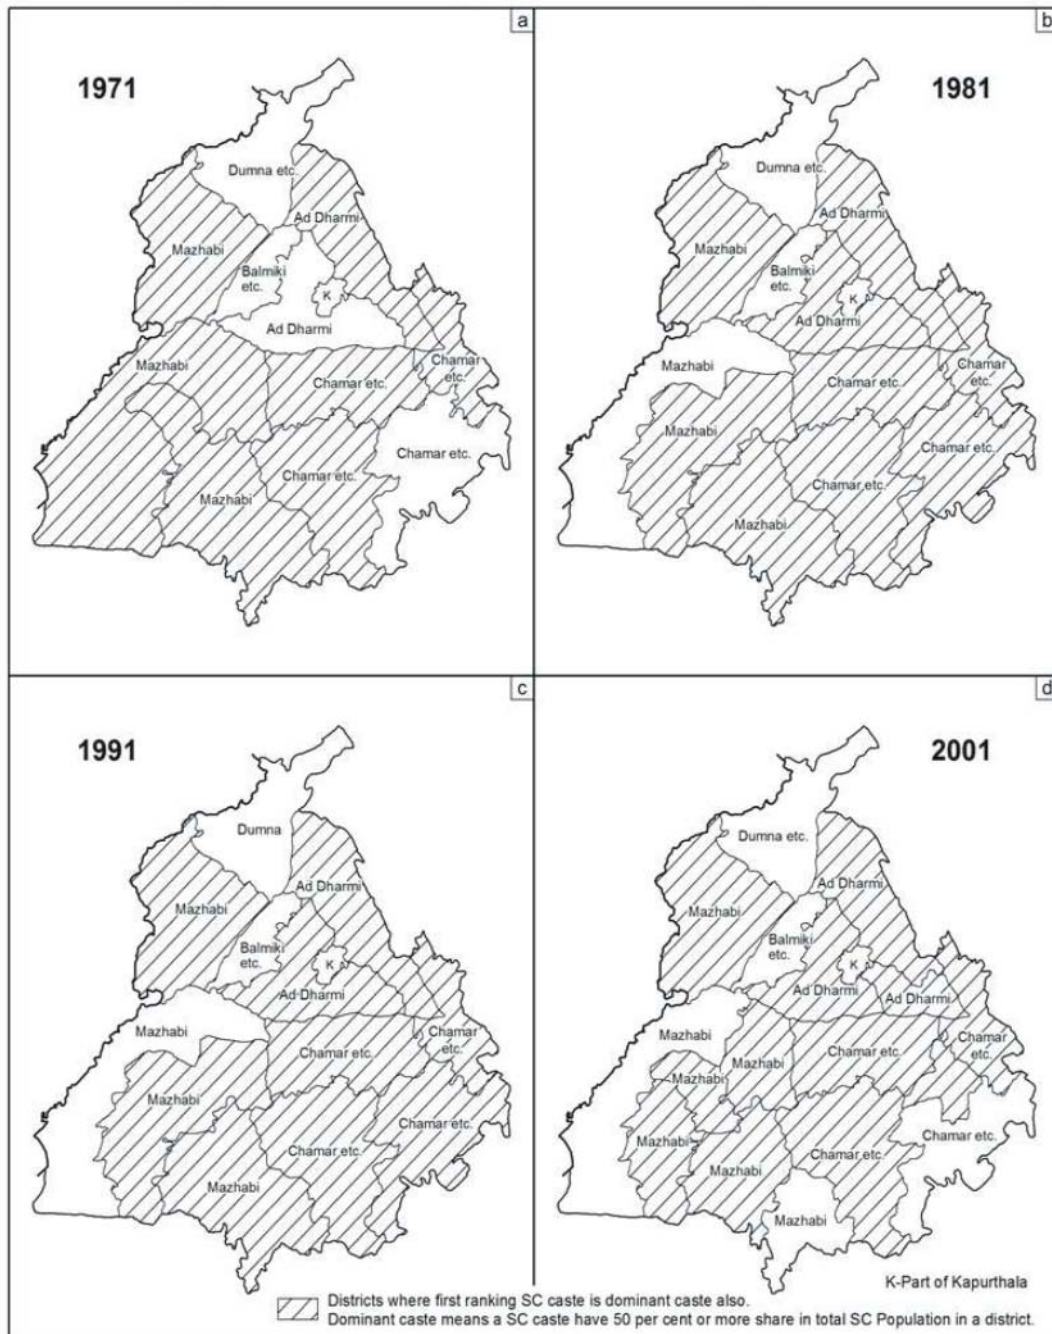 a
1971
Dumna etc.
Ad Dharmi
Mazhabi
Balmiki
etc.
K
Ad Dharmi
Mazhabi
Chamar etc.
Chamar
etc.
Chamar etc.
Chamar etc.
Mazhabi
b
1981
Dumna etc.
Ad Dharmi
Mazhabi
Balmiki
etc.
K
Ad Dharmi
Mazhabi
Chamar
etc.
Chamar etc.
Mazhabi
Chamar etc.
Chamar etc.
Mazhabi
c
1991
Dumna
Ad Dharmi
Mazhabi
Balmiki
etc.
K
Ad Dharmi
Mazhabi
Chamar
etc.
Chamar etc.
Mazhabi
Chamar etc.
Chamar etc.
Mazhabi
d
2001
Dumna etc.
Ad Dharmi
Mazhabi
Balmiki
etc.
K
Ad Dharmi
Ad Dharmi
Mazhabi
Chamar
etc.
Chamar etc.
Mazhabi
Mazhabi
Chamar etc.
Mazhabi
Chamar etc.
Mazhabi
Mazhabi
K-Part of Kapurthala
Districts where first ranking SC caste is dominant caste also.
Dominant caste means a SC caste have 50 per cent or more share in total SC Population in a district.